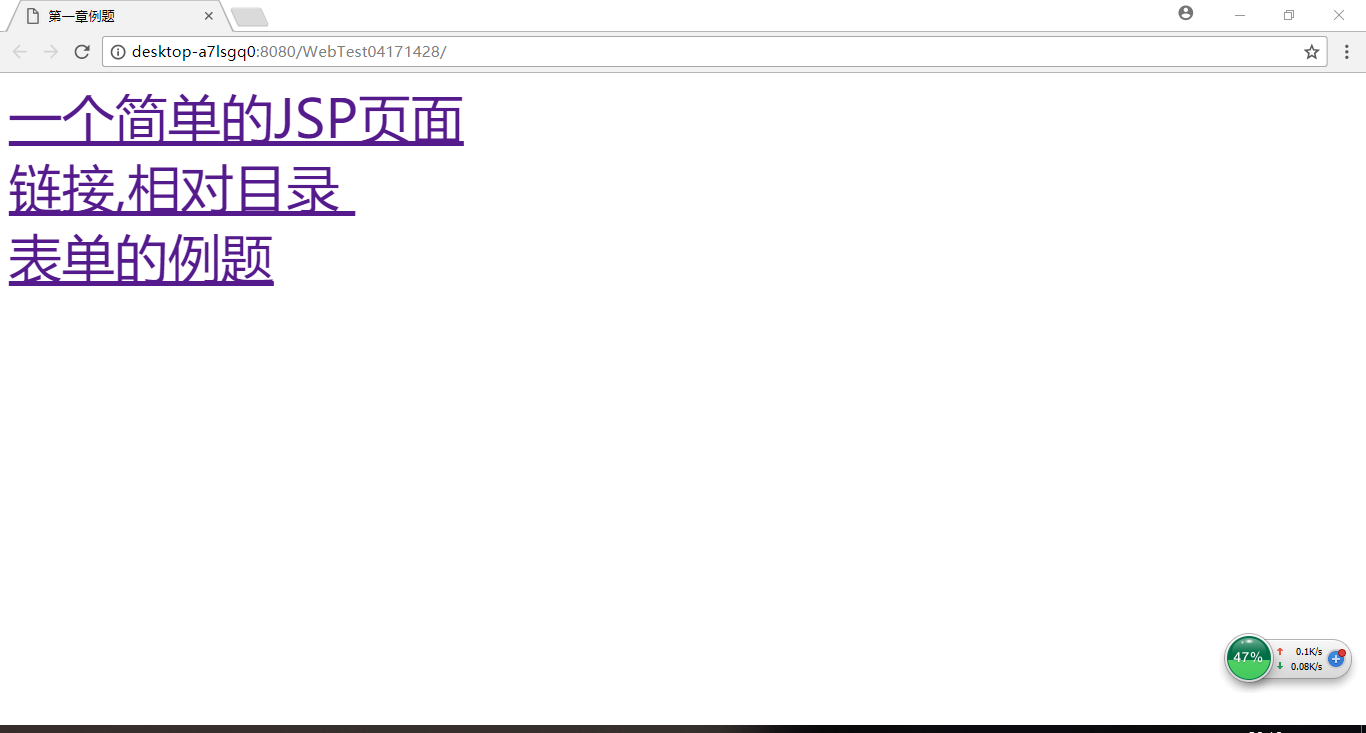 第一章例题
desktop-a7lsgq0:8080/WebTest04171428/
一个简单的JSP页面
链接,相对目录
表单的例题
47%
0.1K/s
0.08K/s